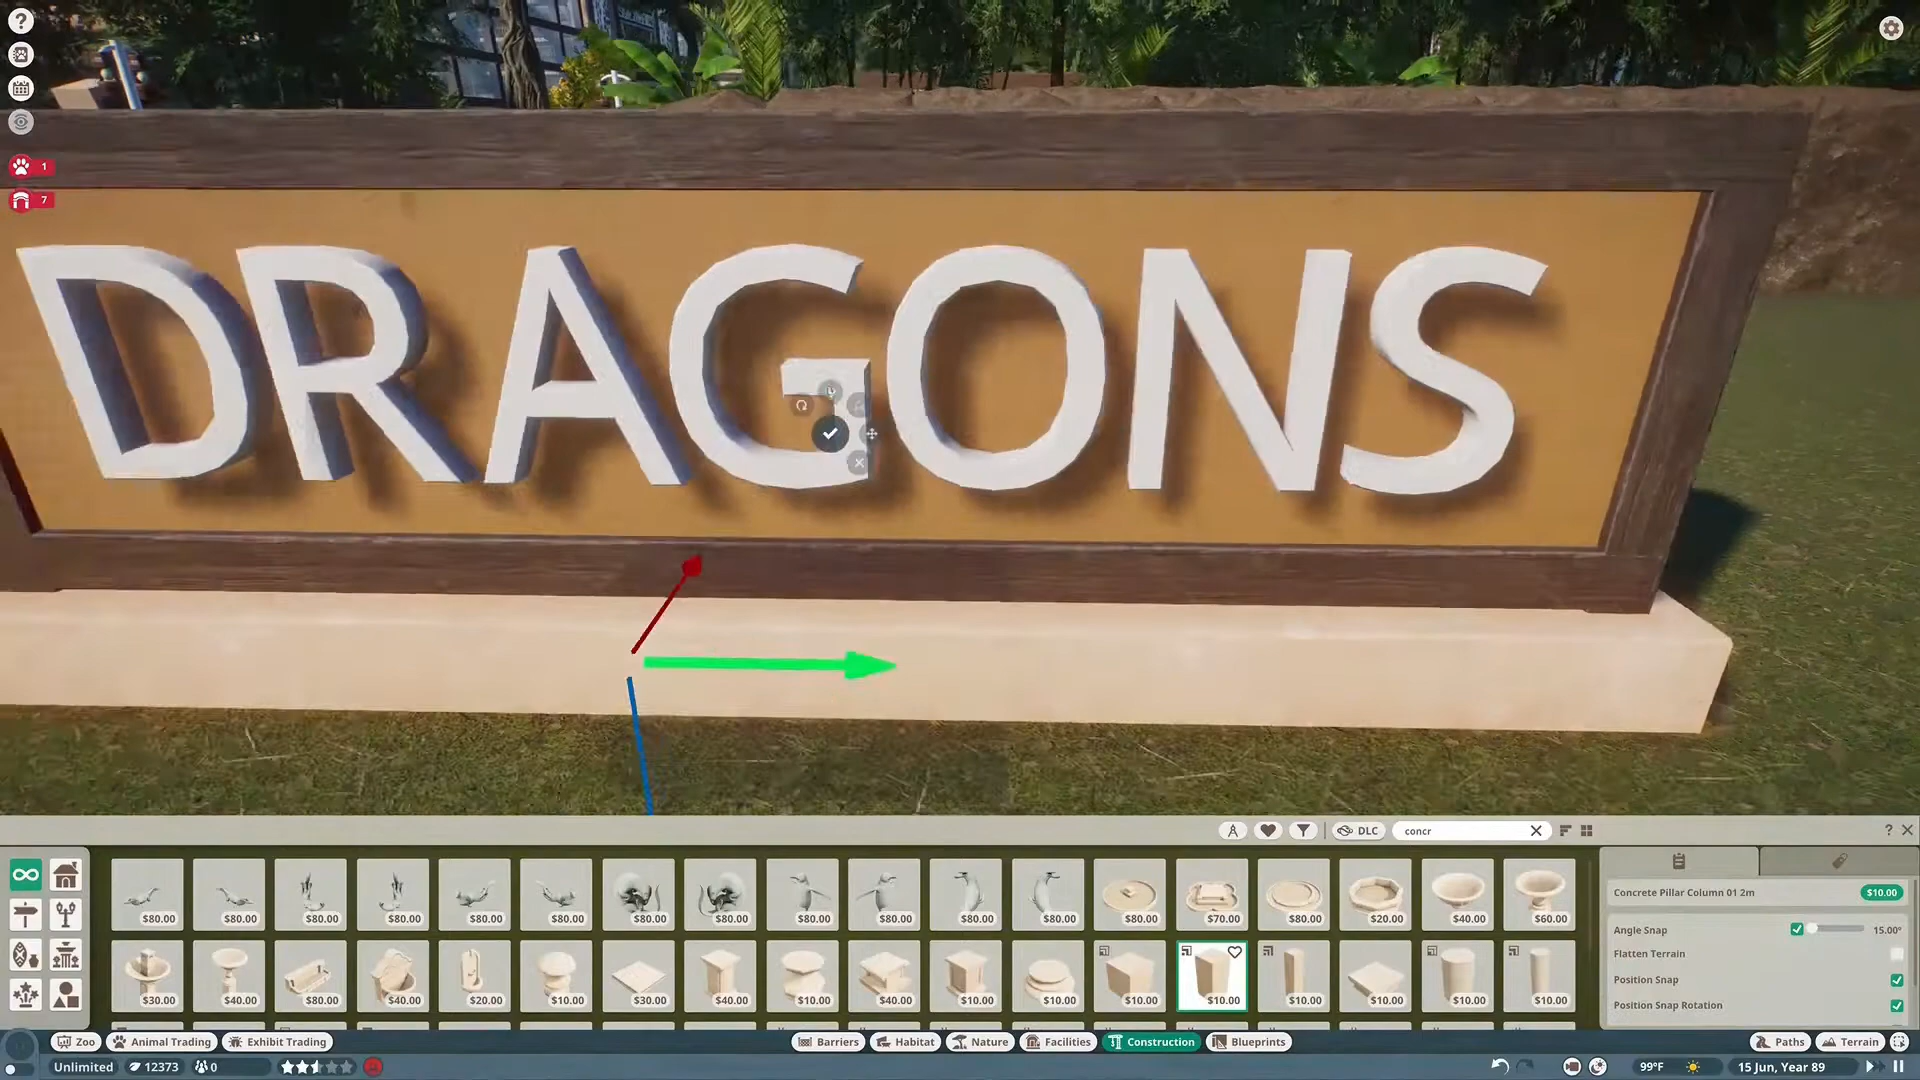 ?
1
7
DRAGONS
DLC
concr
?
$80.00 $80.00 $80.00 $80.00 $80.00 $80.00 $80.00 $80.00 $80.00 $80.00 $80.00 $80.00 $80.00 $70.00 $80.00 $20.00 $40.00 $60.00
$30.00 $40.00 $80.00 $40.00 $20.00 $10.00 $30.00 $40.00 $10.00 $40.00 $10.00 $10.00 $10.00 $10.00 $10.00 $10.00 $10.00 $10.00
Concrete Pillar Column 01 2m $10.00
Angle Snap 15.00°
Flatten Terrain
Position Snap
Position Snap Rotation
Zoo Animal Trading Exhibit Trading Barriers Habitat Nature Facilities Construction Blueprints Paths Terrain
Unlimited 12373 0 99°F 15 Jun, Year 89